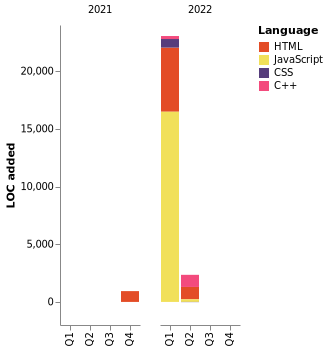 2021 2022
Language
HTML
JavaScript
CSS
C++
LOC added
20,000
15,000
10,000
5,000
0
Q1 Q2 Q3 Q4 Q1 Q2 Q3 Q4